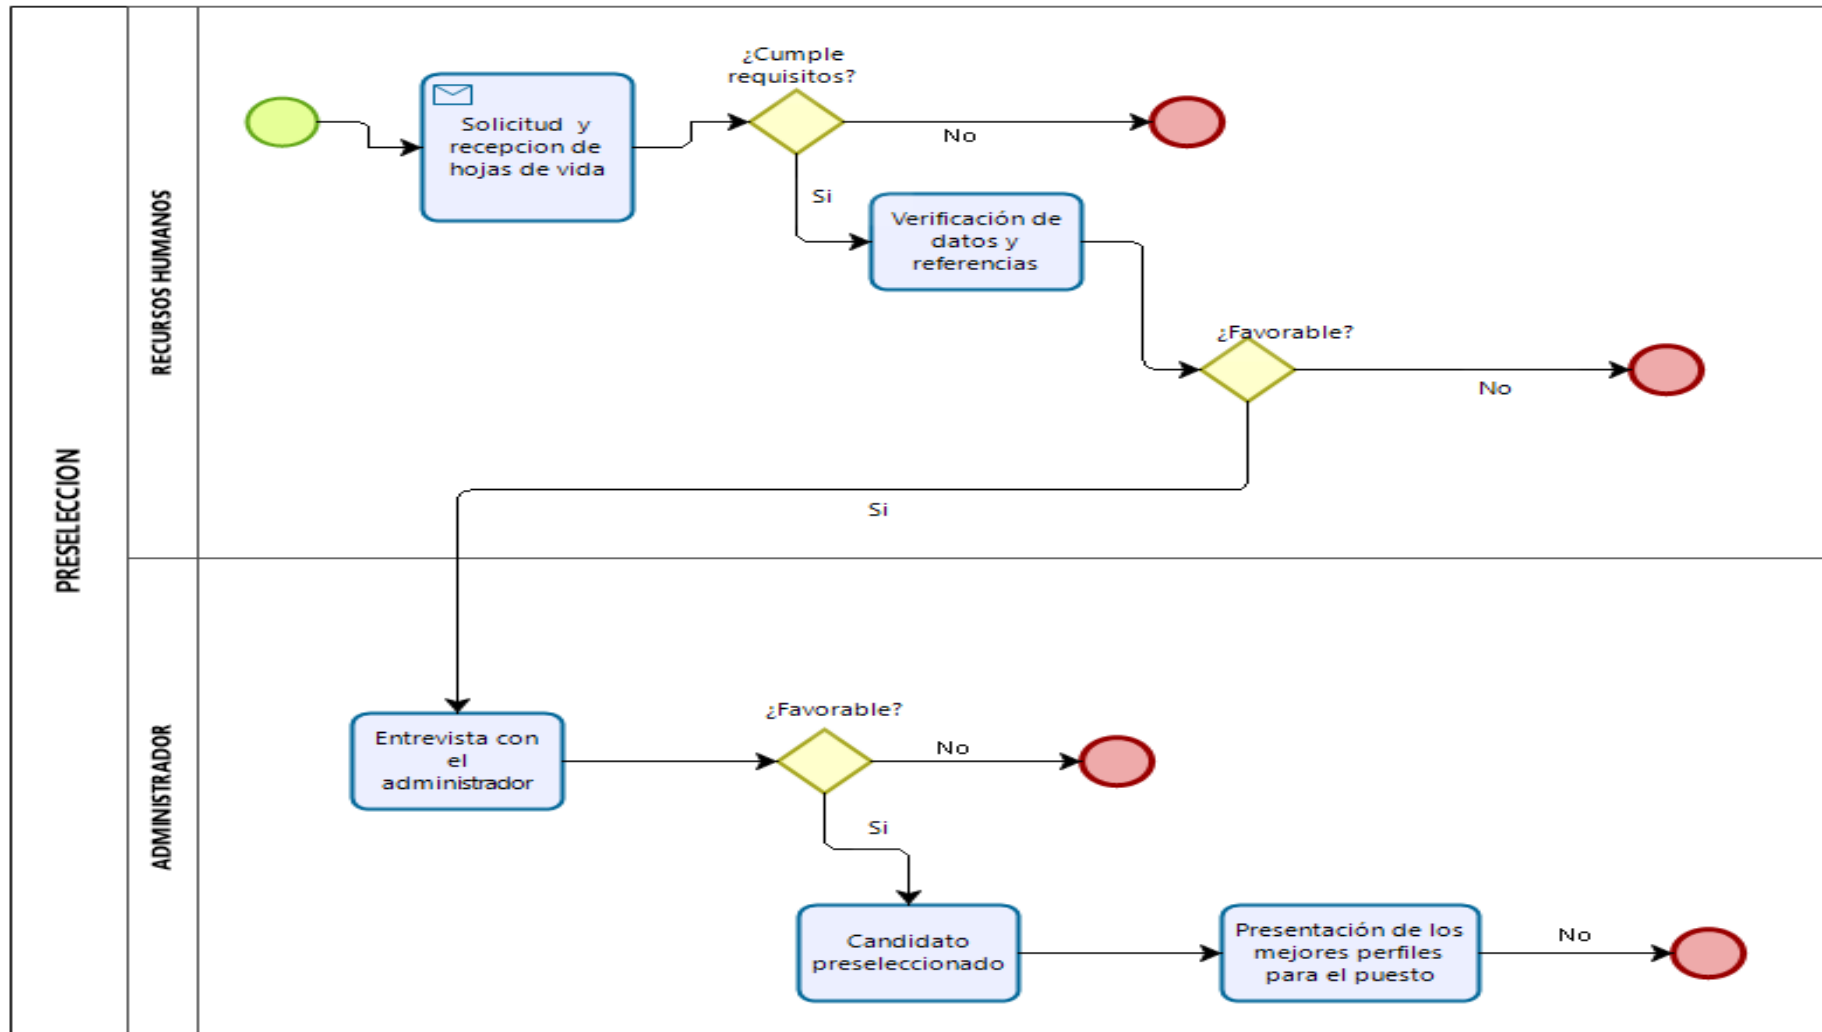 PRESELECCION
RECURSOS HUMANOS
¿Cumple
requisitos?
Solicitud y
recepcion de
hojas de vida
No
Si
Verificación de
datos y
referencias
¿Favorable?
No
Si
ADMINISTRADOR
¿Favorable?
Entrevista con
el
administrador
No
Si
Candidato
preseleccionado
Presentación de los
mejores perfiles
para el puesto
No